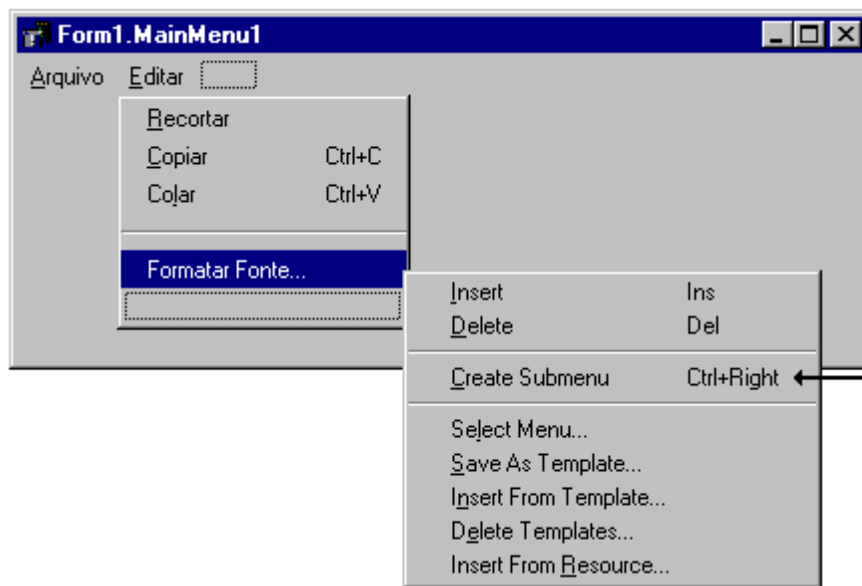 Form1.MainMenu1
Arquivo Editar
Recortar
Copiar Ctrl+C
Colar Ctrl+V
Formatar Fonte...
Insert Ins
Delete Del
Create Submenu Ctrl+Right
Select Menu...
Save As Template...
Insert From Template...
Delete Templates...
Insert From Resource...